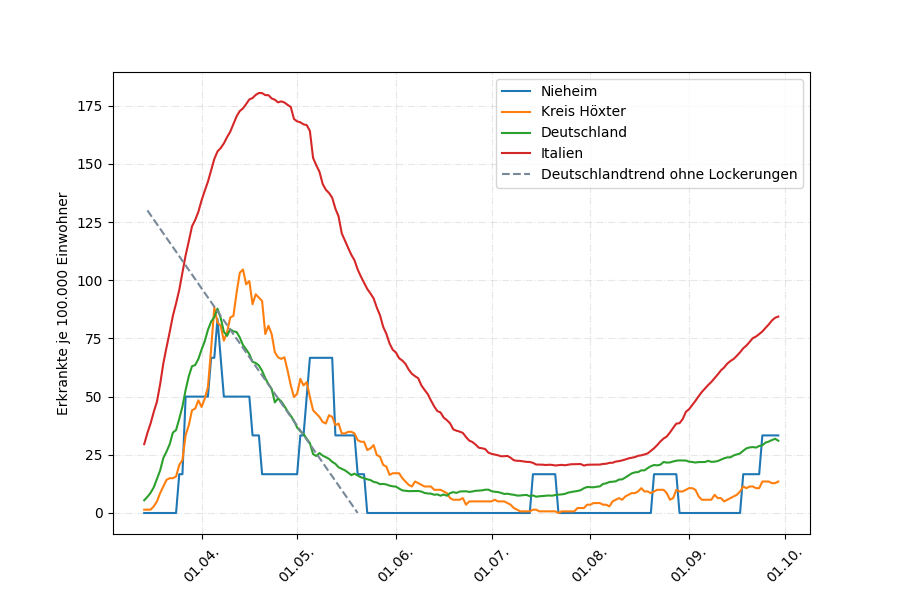 Erkrankte je 100.000 Einwohner
175
150
125
100
75
50
25
0
Nieheim
Kreis Höxter
Deutschland
Italien
Deutschlandtrend ohne Lockerungen
01.04.
01.05.
01.06.
01.07.
01.08.
01.09.
01.10.